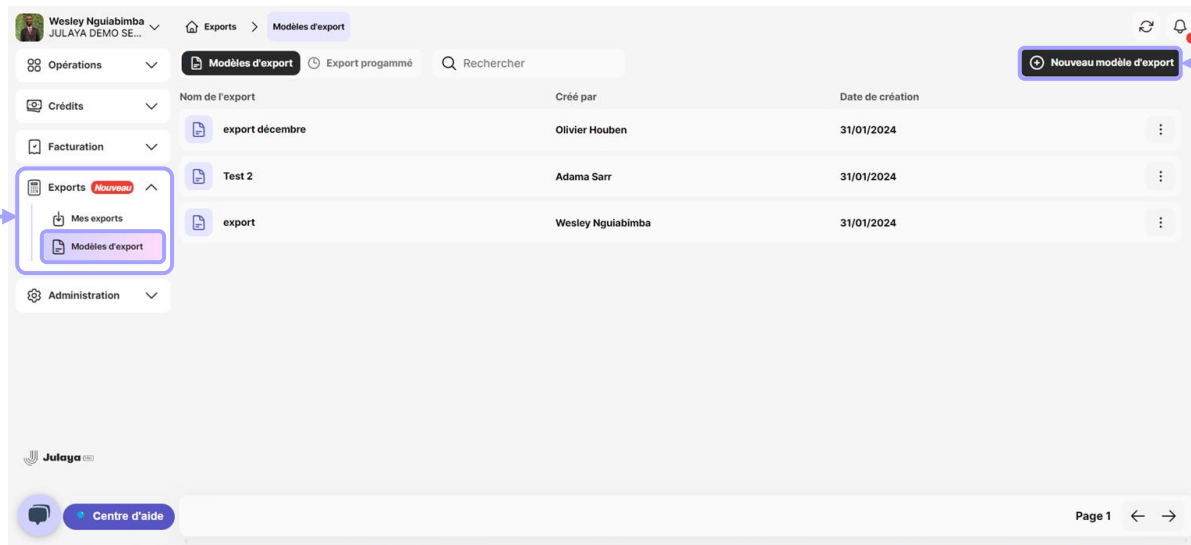 Wesley Nguiabimba
JULAYA DEMO SE...
Exports > Modèles d'export
Opérations
Crédits
Facturation
Exports Nouveau
Mes exports
Modèles d'export
Administration
Julaya
Centre d'aide
Modèles d'export Export progammé Rechercher
Nouveau modèle d'export
Nom de l'export Créé par Date de création
export décembre Olivier Houben 31/01/2024
Test 2 Adama Sarr 31/01/2024
export Wesley Nguiabimba 31/01/2024
Page 1